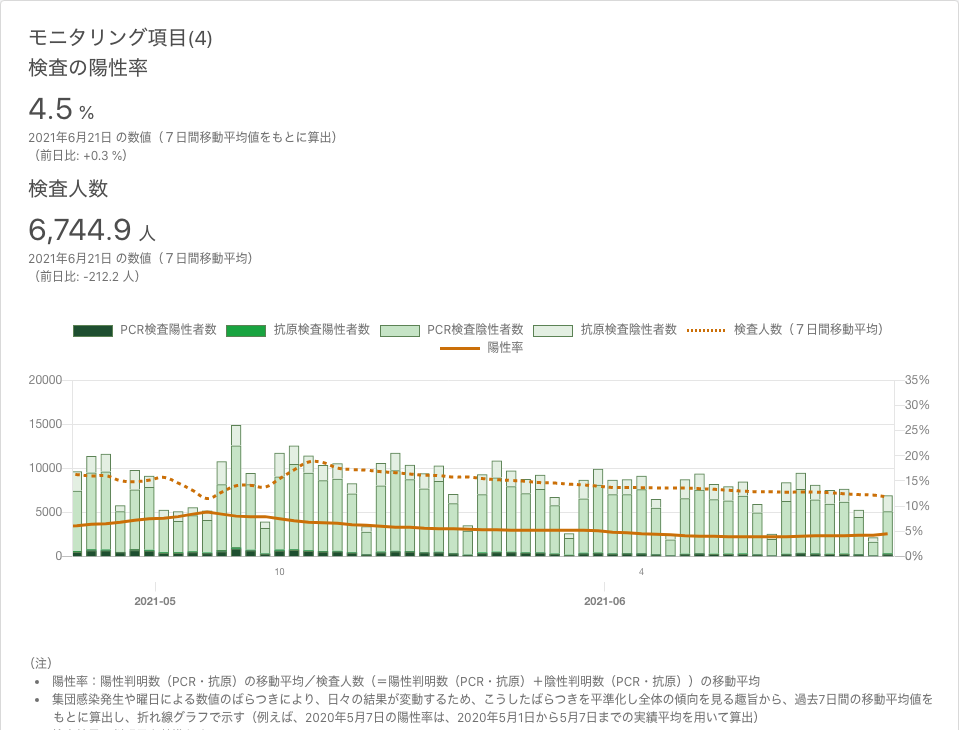 モニタリング項目(4)
検査の陽性率
4.5 %
2021年6月21日 の数値（７日間移動平均値をもとに算出）
（前日比: +0.3 %）
検査人数
6,744.9 人
2021年6月21日 の数値（７日間移動平均）
（前日比: -212.2 人）
PCR検査陽性者数 抗原検査陽性者数 PCR検査陰性者数 抗原検査陰性者数 検査人数（７日間移動平均）
陽性率
20000 35%
30%
15000 25%
20%
10000 15%
10%
5000 5%
0 0%
10 4
2021-05 2021-06
（注）
• 陽性率：陽性判明数（PCR・抗原）の移動平均／検査人数（＝陽性判明数（PCR・抗原）＋陰性判明数（PCR・抗原））の移動平均
• 集団感染発生や曜日による数値のばらつきにより、日々の結果が変動するため、こうしたばらつきを平準化し全体の傾向を見る趣旨から、過去7日間の移動平均値を
もとに算出し、折れ線グラフで示す（例えば、2020年5月7日の陽性率は、2020年5月1日から5月7日までの実績平均を用いて算出）